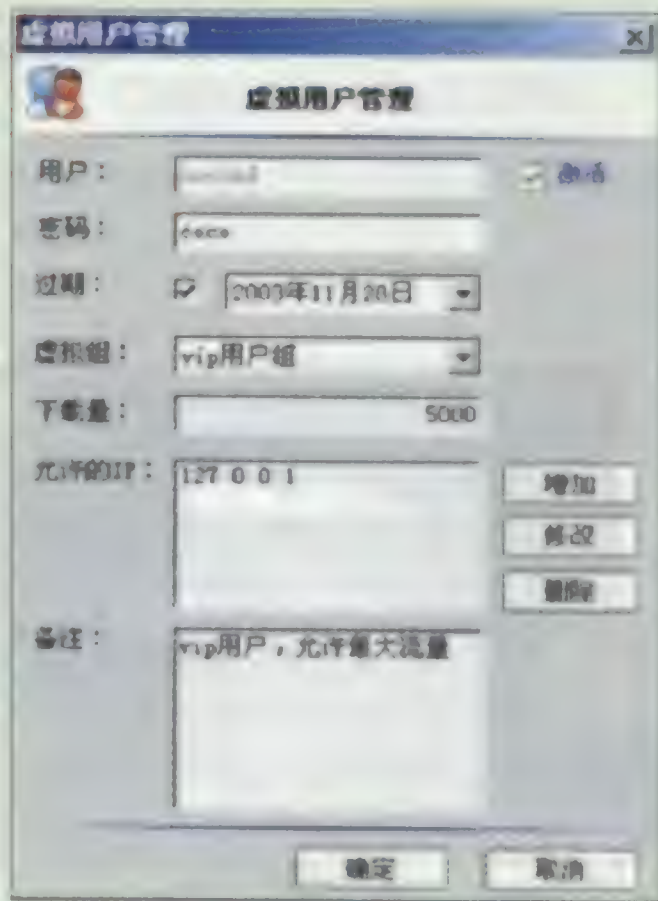 虚拟用户管理
虚拟用户管理
用户：
激活
密码：
过期：
2003年11月28日
虚拟组：
vip用户组
下载量：
5000
允许的IP：
127 0 0 1
增加
修改
删除
备注：
vip用户，允许最大流量
确定
取消